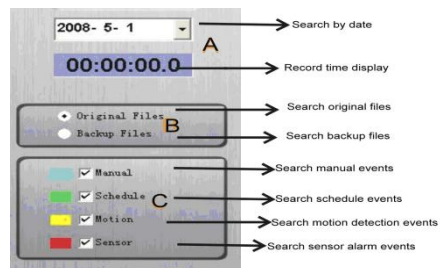 2008- 5- 1
Search by date
A
00:00:00.0
Record time display
Original Files
Search original files
B
Backup Files
Search backup files
Manual
Search manual events
Schedule
C
Search schedule events
Motion
Search motion detection events
Sensor
Search sensor alarm events